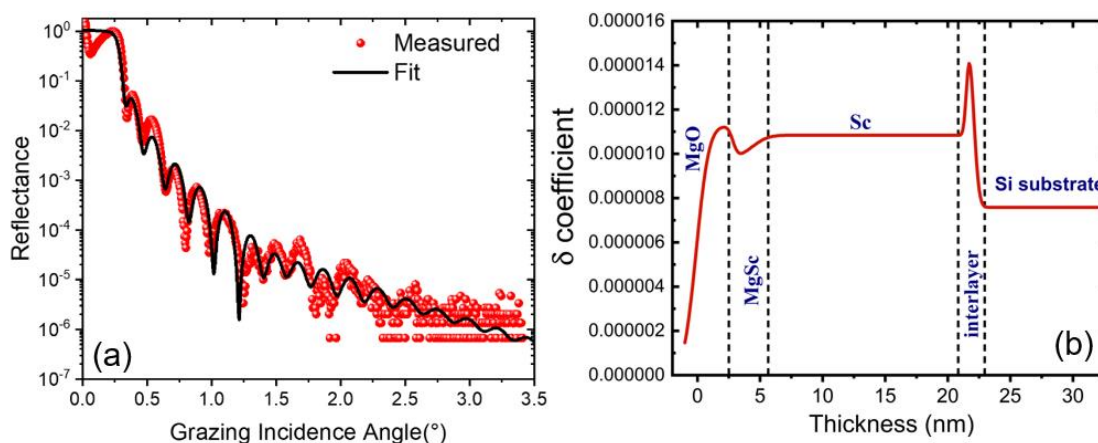 Measured
Fit
10⁰
10⁻¹
10⁻²
10⁻³
10⁻⁴
10⁻⁵
10⁻⁶
10⁻⁷
Reflectance
(a)
0.0 0.5 1.0 1.5 2.0 2.5 3.0 3.5
Grazing Incidence Angle(°)
0.000016
0.000014
0.000012
0.000010
0.000008
0.000006
0.000004
0.000002
0.000000
δ coefficient
MgO
MgSc
Sc
interlayer
Si substrate
(b)
0 5 10 15 20 25 30
Thickness (nm)